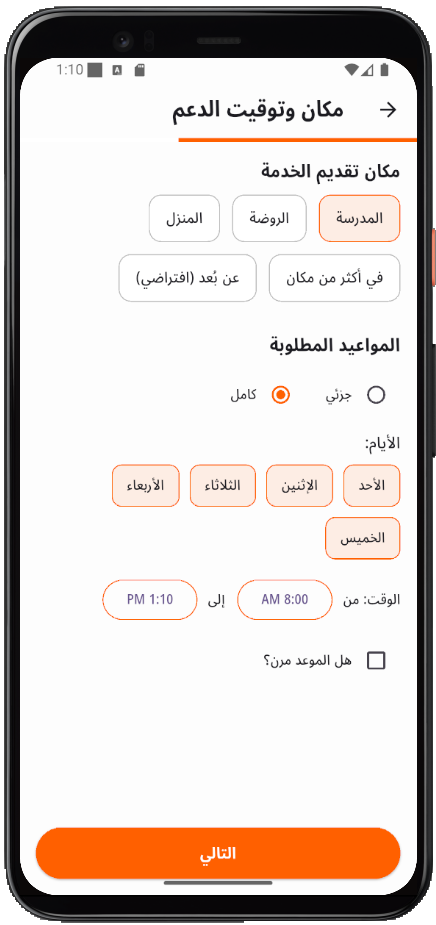 1:10
مكان وتوقيت الدعم
مكان تقديم الخدمة
المدرسة الروضة المنزل
في أكثر من مكان عن بُعد (افتراضي)
المواعيد المطلوبة
جزئي كامل
الأيام:
الأحد الإثنين الثلاثاء الأربعاء
الخميس
الوقت: من 8:00 AM إلى 1:10 PM
هل الموعد مرن؟
التالي